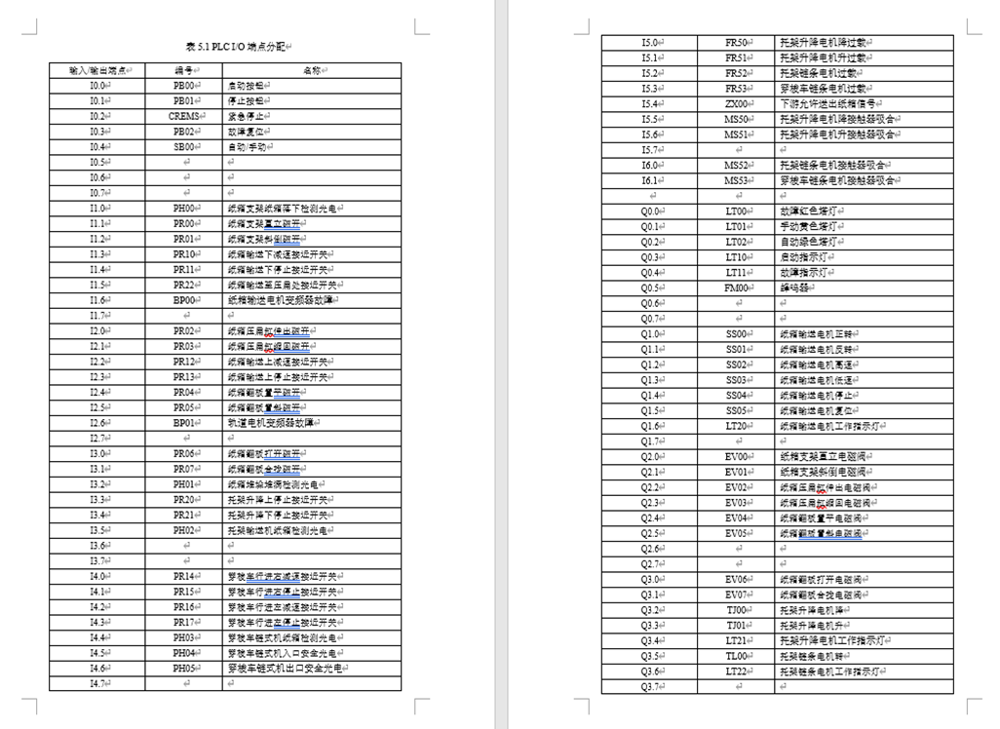 表 5.1 PLC I/O 端点分配
输入/输出端点 编号 名称
I0.0 PB00 启动按钮
I0.1 PB01 停止按钮
I0.2 CREMS 紧急停止
I0.3 PB02 故障复位
I0.4 SB00 自动/手动
I0.5
I0.6
I0.7
I1.0 PH00 纸箱支架纸箱落下检测光电
I1.1 PR00 纸箱支架直立磁开
I1.2 PR01 纸箱支架斜倒磁开
I1.3 PR10 纸箱输送下减速接近开关
I1.4 PR11 纸箱输送下停止接近开关
I1.5 PR22 纸箱输送至压扁处接近开关
I1.6 BP00 纸箱输送电机变频器故障
I1.7
I2.0 PR02 纸箱压扁缸伸出磁开
I2.1 PR03 纸箱压扁缸缩回磁开
I2.2 PR12 纸箱输送上减速接近开关
I2.3 PR13 纸箱输送上停止接近开关
I2.4 PR04 纸箱翻板置平磁开
I2.5 PR05 纸箱翻板置斜磁开
I2.6 BP01 轨道电机变频器故障
I2.7
I3.0 PR06 纸箱翻板打开磁开
I3.1 PR07 纸箱翻板合拢磁开
I3.2 PH01 纸箱堆垛堆满检测光电
I3.3 PR20 托架升降上停止接近开关
I3.4 PR21 托架升降下停止接近开关
I3.5 PH02 托架输送机纸箱检测光电
I3.6
I3.7
I4.0 PR14 穿梭车行进右减速接近开关
I4.1 PR15 穿梭车行进右停止接近开关
I4.2 PR16 穿梭车行进左减速接近开关
I4.3 PR17 穿梭车行进左停止接近开关
I4.4 PH03 穿梭车链式机纸箱检测光电
I4.5 PH04 穿梭车链式机入口安全光电
I4.6 PH05 穿梭车链式机出口安全光电
I4.7
I5.0 FR50 托架升降电机降过载
I5.1 FR51 托架升降电机升过载
I5.2 FR52 托架链条电机过载
I5.3 FR53 穿梭车链条电机过载
I5.4 ZX00 下游允许送出纸箱信号
I5.5 MS50 托架升降电机降接触器吸合
I5.6 MS51 托架升降电机升接触器吸合
I5.7
I6.0 MS52 托架链条电机接触器吸合
I6.1 MS53 穿梭车链条电机接触器吸合
Q0.0 LT00 故障红色塔灯
Q0.1 LT01 手动黄色塔灯
Q0.2 LT02 自动绿色塔灯
Q0.3 LT10 启动指示灯
Q0.4 LT11 故障指示灯
Q0.5 FM00 蜂鸣器
Q0.6
Q0.7
Q1.0 SS00 纸箱输送电机正转
Q1.1 SS01 纸箱输送电机反转
Q1.2 SS02 纸箱输送电机高速
Q1.3 SS03 纸箱输送电机低速
Q1.4 SS04 纸箱输送电机停止
Q1.5 SS05 纸箱输送电机复位
Q1.6 LT20 纸箱输送电机工作指示灯
Q1.7
Q2.0 EV00 纸箱支架直立电磁阀
Q2.1 EV01 纸箱支架斜倒电磁阀
Q2.2 EV02 纸箱压扁缸伸出电磁阀
Q2.3 EV03 纸箱压扁缸缩回电磁阀
Q2.4 EV04 纸箱翻板置平电磁阀
Q2.5 EV05 纸箱翻板置斜电磁阀
Q2.6
Q2.7
Q3.0 EV06 纸箱翻板打开电磁阀
Q3.1 EV07 纸箱翻板合拢电磁阀
Q3.2 TJ00 托架升降电机降
Q3.3 TJ01 托架升降电机升
Q3.4 LT21 托架升降电机工作指示灯
Q3.5 TL00 托架链条电机转
Q3.6 LT22 托架链条电机工作指示灯
Q3.7